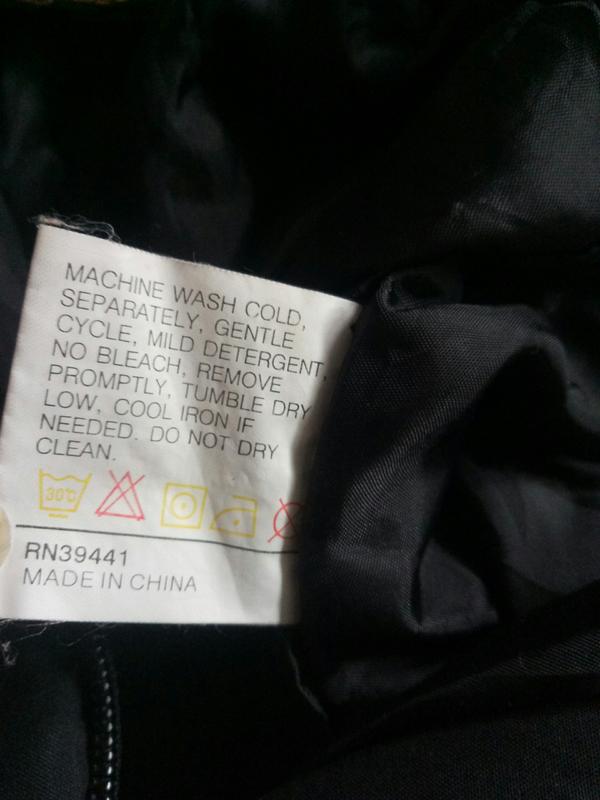 MACHINE WASH COLD,
SEPARATELY, GENTLE
CYCLE, MILD DETERGENT,
NO BLEACH, REMOVE
PROMPTLY, TUMBLE DRY
LOW, COOL IRON IF
NEEDED. DO NOT DRY
CLEAN.
30°C
RN39441
MADE IN CHINA